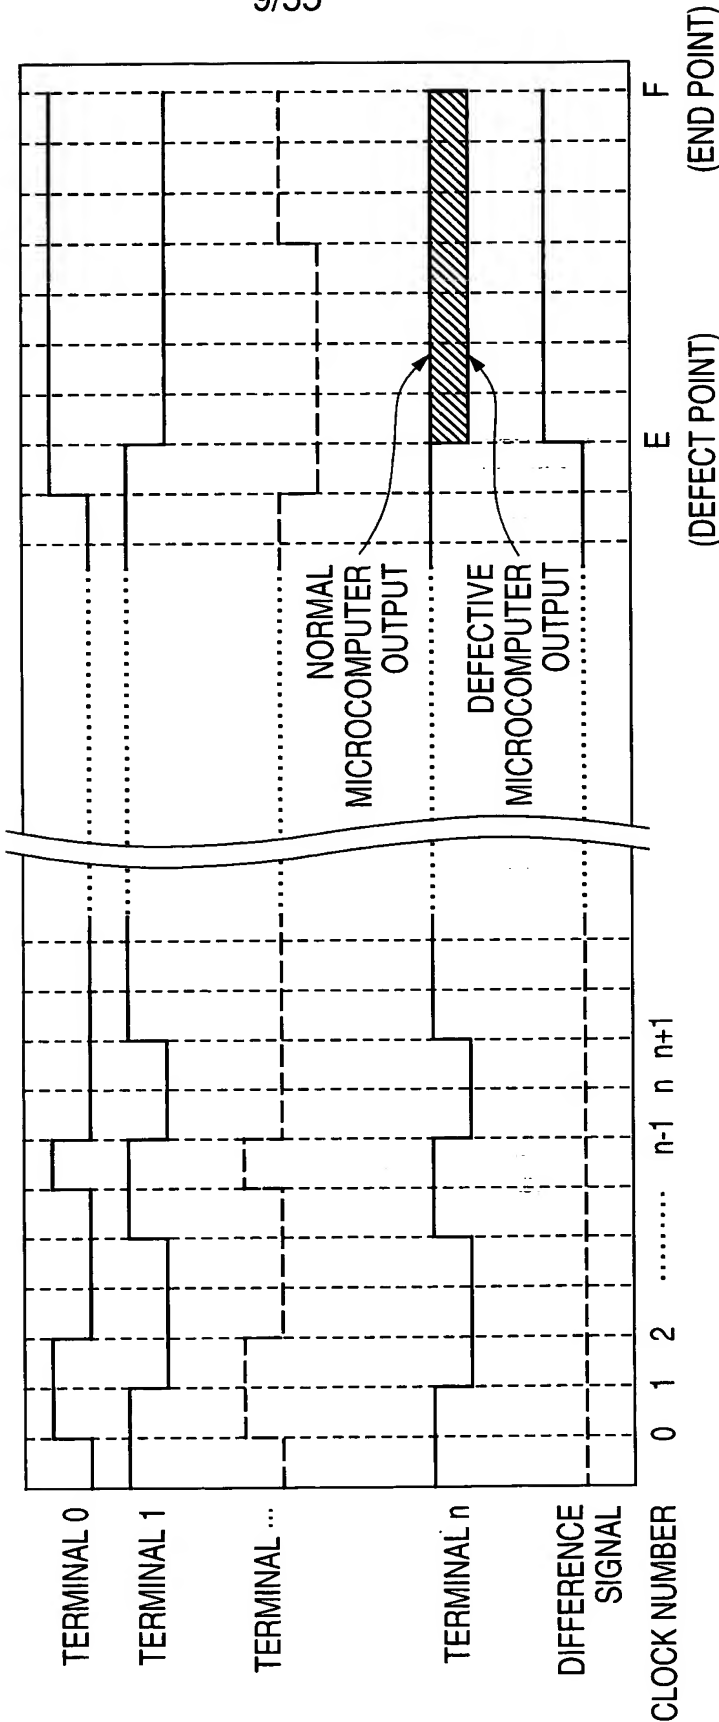 9/35
TERMINAL 0
TERMINAL 1
TERMINAL ...
TERMINAL n
DIFFERENCE
SIGNAL
CLOCK NUMBER
0 1 2 ......... n-1 n n+1
NORMAL
MICROCOMPUTER
OUTPUT
DEFECTIVE
MICROCOMPUTER
OUTPUT
E
(DEFECT POINT)
F
(END POINT)